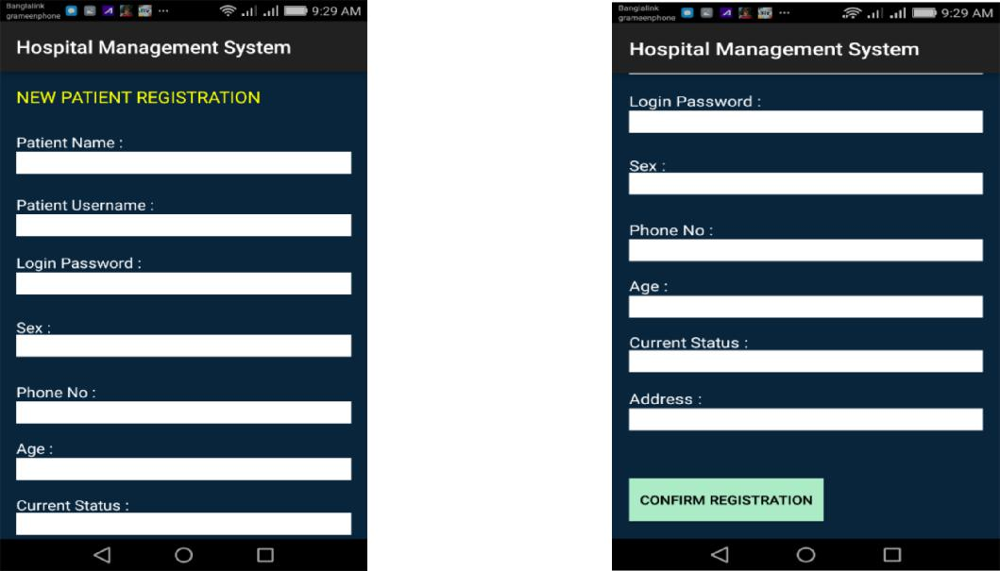 Banglalink
grameenphone
9:29 AM
Hospital Management System
NEW PATIENT REGISTRATION
Patient Name :
Patient Username :
Login Password :
Sex :
Phone No :
Age :
Current Status :
Banglalink
grameenphone
9:29 AM
Hospital Management System
Login Password :
Sex :
Phone No :
Age :
Current Status :
Address :
CONFIRM REGISTRATION